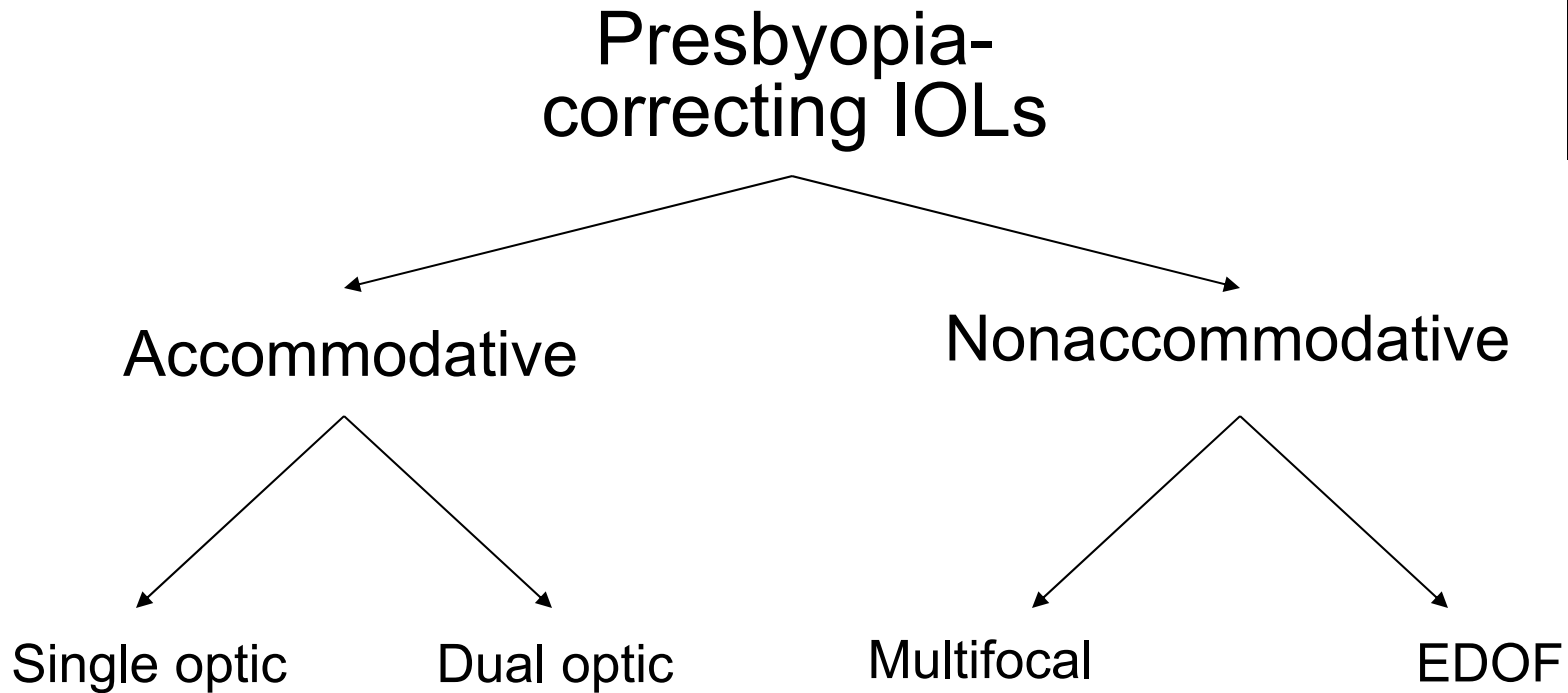 Presbyopia-
correcting IOLs
Accommodative
Nonaccommodative
Single optic
Dual optic
Multifocal
EDOF